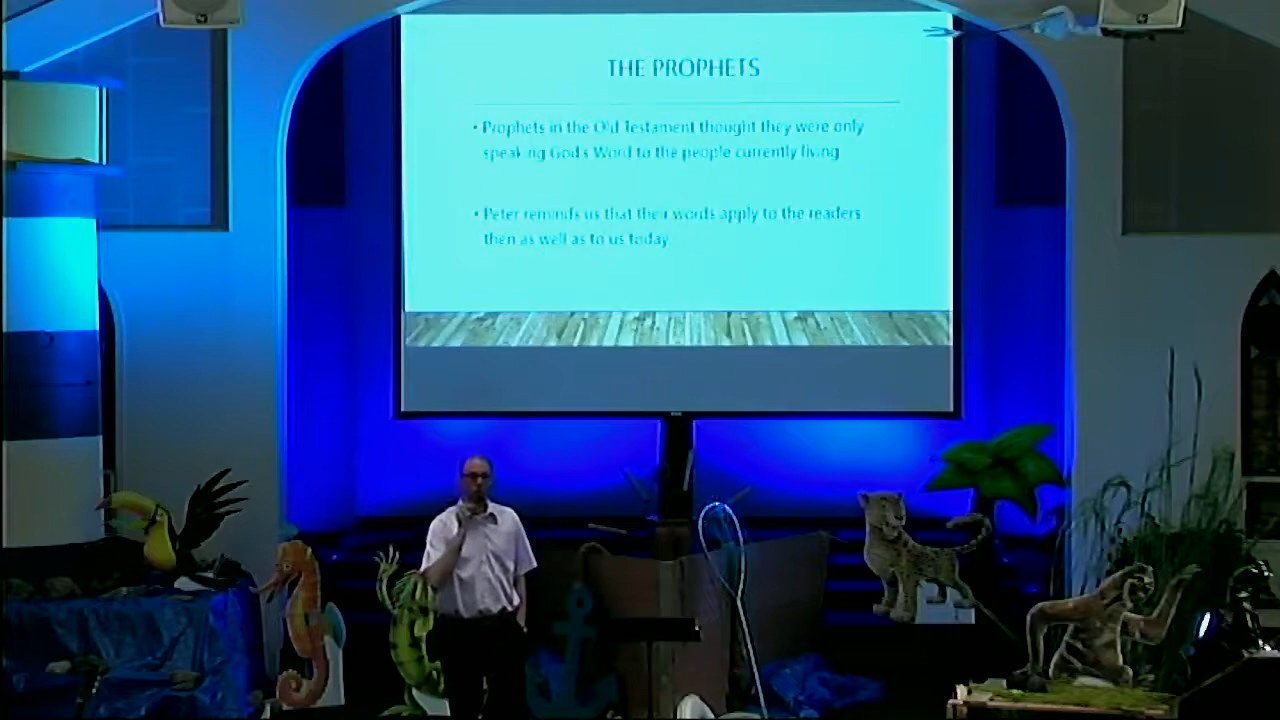 THE PROPHETS
• Prophets in the Old Testament thought they were only
speaking God's Word to the people currently living
• Peter reminds us that their words apply to the readers
then as well as to us today